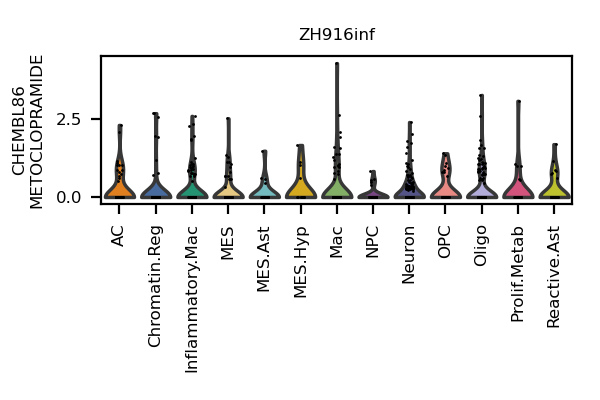 ZH916inf
CHEMBL86
METOCLOPRAMIDE
2.5
0.0
AC
Chromatin.Reg
Inflammatory.Mac
MES
MES.Ast
MES.Hyp
Mac
NPC
Neuron
OPC
Oligo
Prolif.Metab
Reactive.Ast